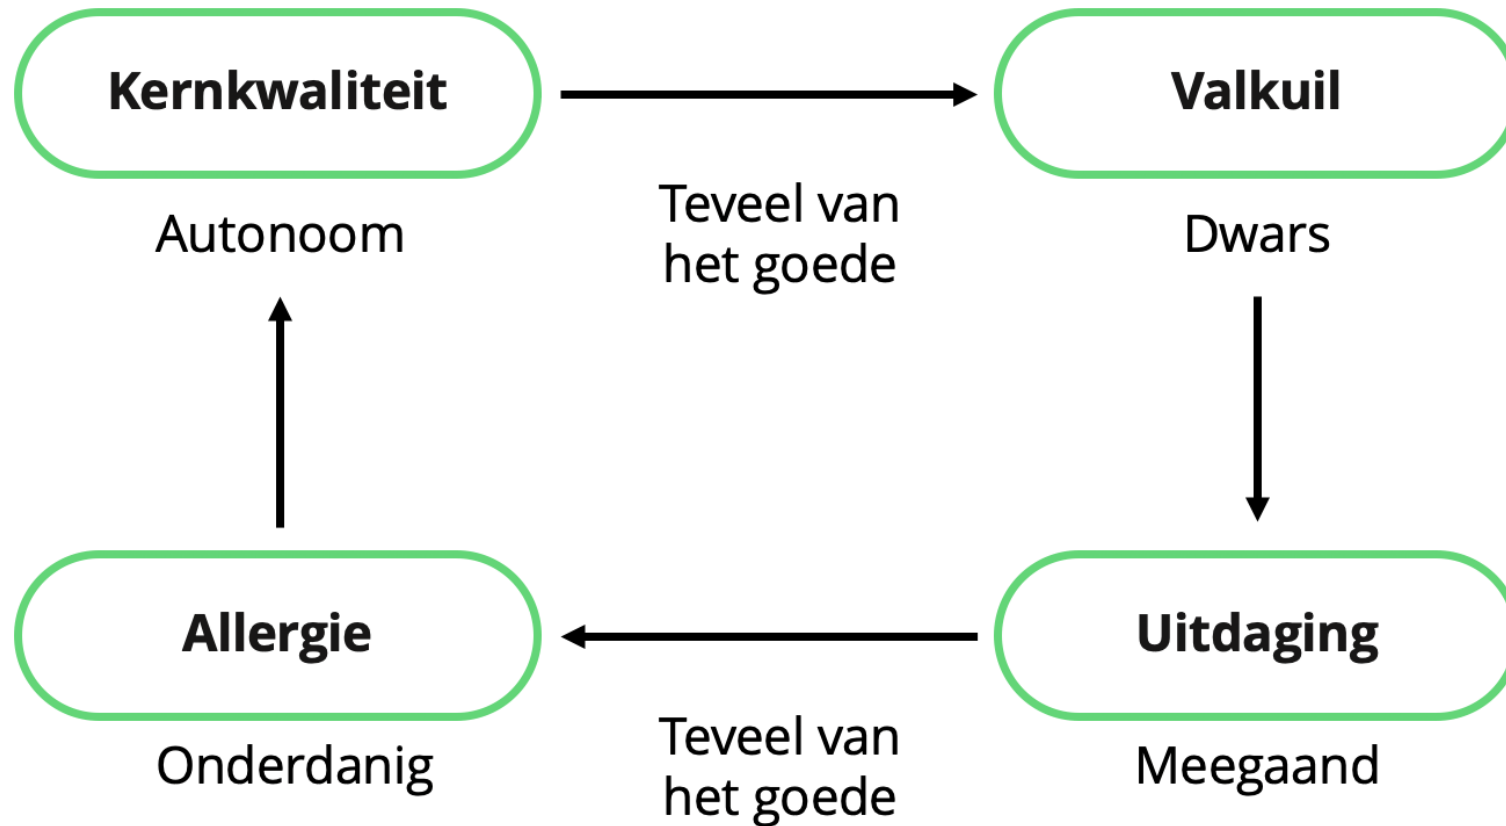 Kernkwaliteit
Valkuil
Autonoom
Teveel van
het goede
Dwars
Allergie
Uitdaging
Onderdanig
Teveel van
het goede
Meegaand